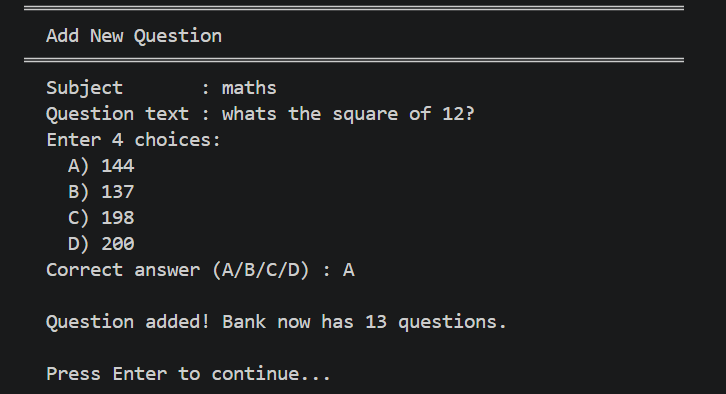 Add New Question
Subject       : maths
Question text : whats the square of 12?
Enter 4 choices:
A) 144
B) 137
C) 198
D) 200
Correct answer (A/B/C/D) : A
Question added! Bank now has 13 questions.
Press Enter to continue...